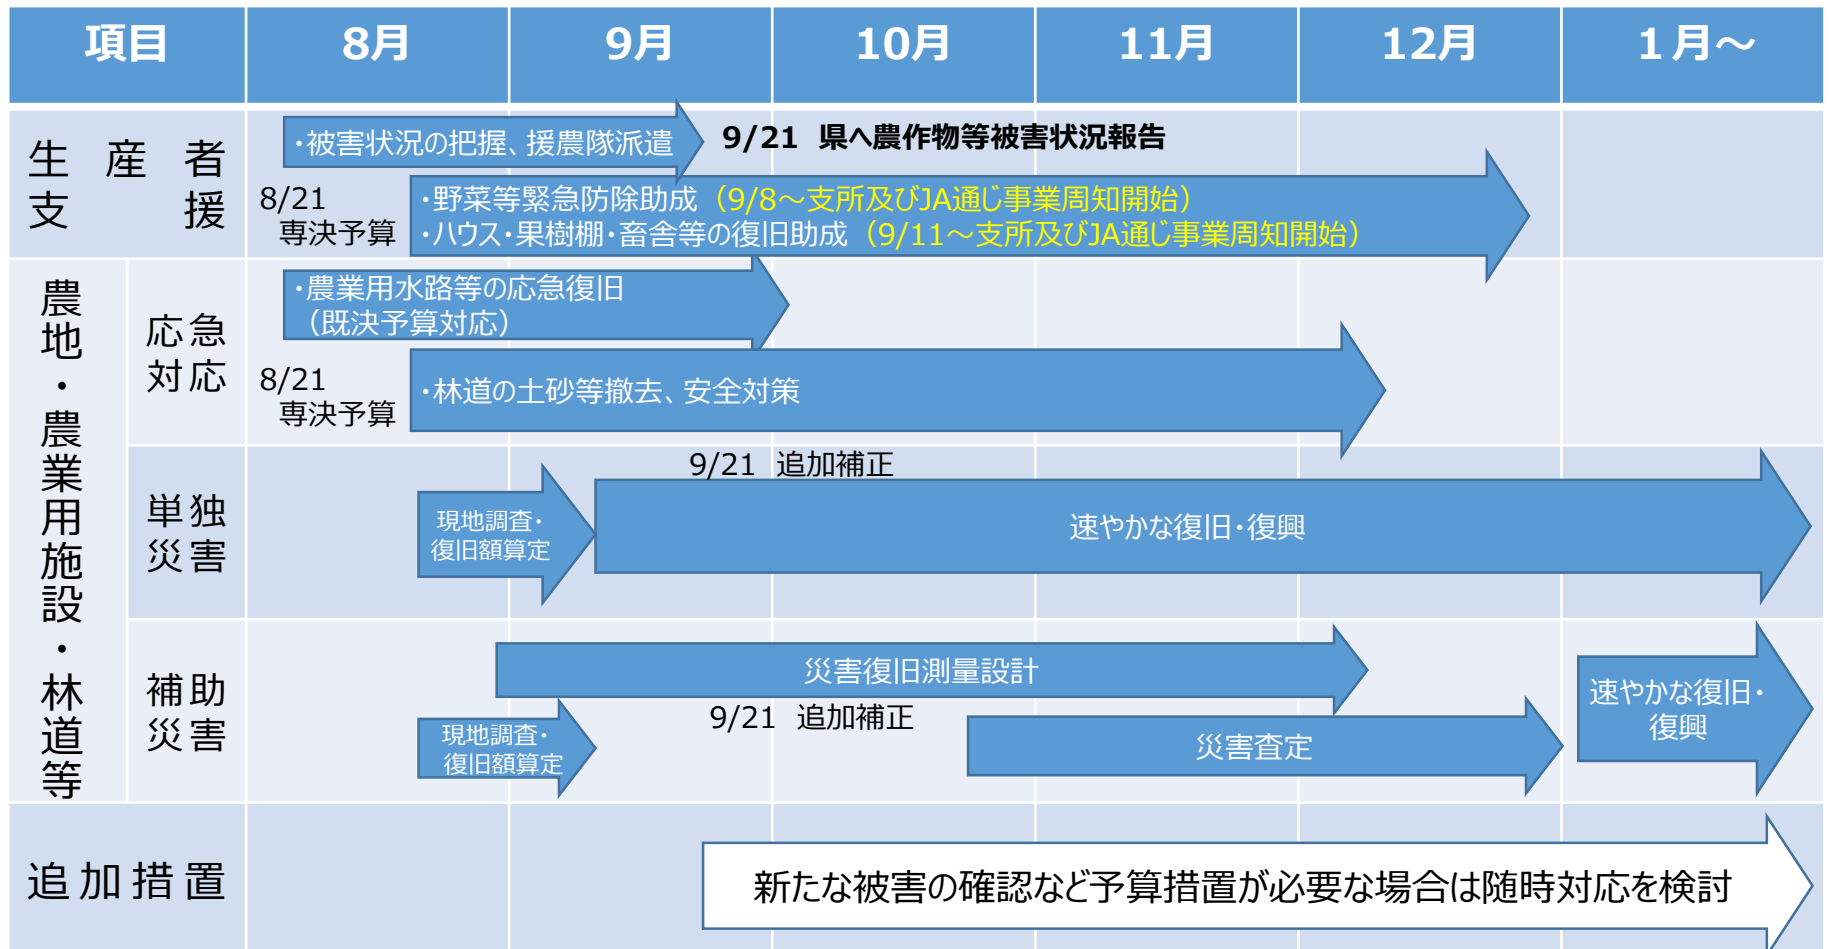 項目 8月 9月 10月 11月 12月 1月～
生産者
支援
・被害状況の把握、援農隊派遣
9/21 県へ農作物等被害状況報告
8/21
専決予算
・野菜等緊急防除助成（9/8～支所及びJA通じ事業周知開始）
・ハウス・果樹棚・畜舎等の復旧助成（9/11～支所及びJA通じ事業周知開始）
農地・農業用施設・林道等
応急
対応
・農業用水路等の応急復旧
（既決予算対応）
8/21
専決予算
・林道の土砂等撤去、安全対策
単独
災害
現地調査・
復旧額算定
9/21 追加補正
速やかな復旧・復興
補助
災害
災害復旧測量設計
現地調査・
復旧額算定
9/21 追加補正
災害査定
速やかな復旧・
復興
追加措置
新たな被害の確認など予算措置が必要な場合は随時対応を検討